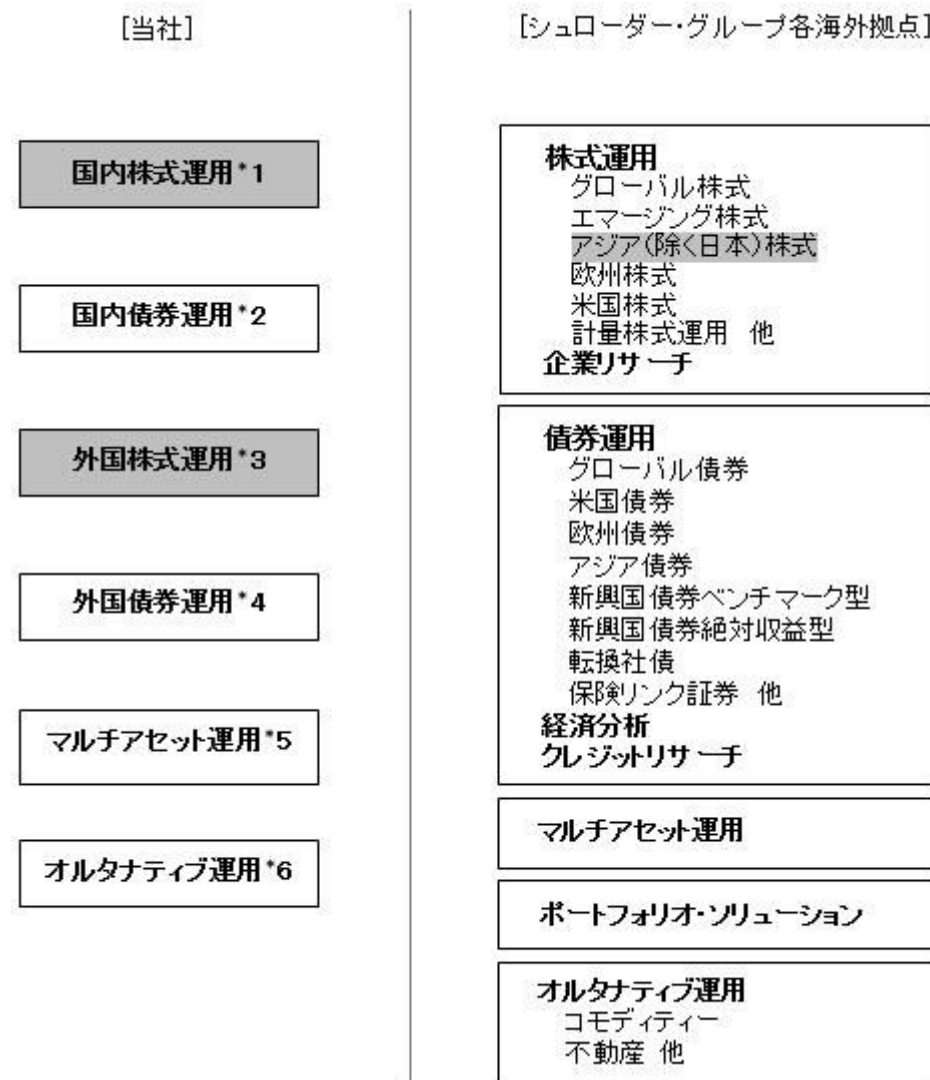 [当社]
国内株式運用*1
国内債券運用*2
外国株式運用*3
外国債券運用*4
マルチアセット運用*5
オルタナティブ運用*6
[シュローダー・グループ各海外拠点]
株式運用
グローバル株式
エマージング株式
アジア(除く日本)株式
欧州株式
米国株式
計量株式運用 他
企業リサーチ
債券運用
グローバル債券
米国債券
欧州債券
アジア債券
新興国債券ベンチマーク型
新興国債券絶対収益型
転換社債
保険リンク証券 他
経済分析
クレジットリサーチ
マルチアセット運用
ポートフォリオ・ソリューション
オルタナティブ運用
コモディティー
不動産 他